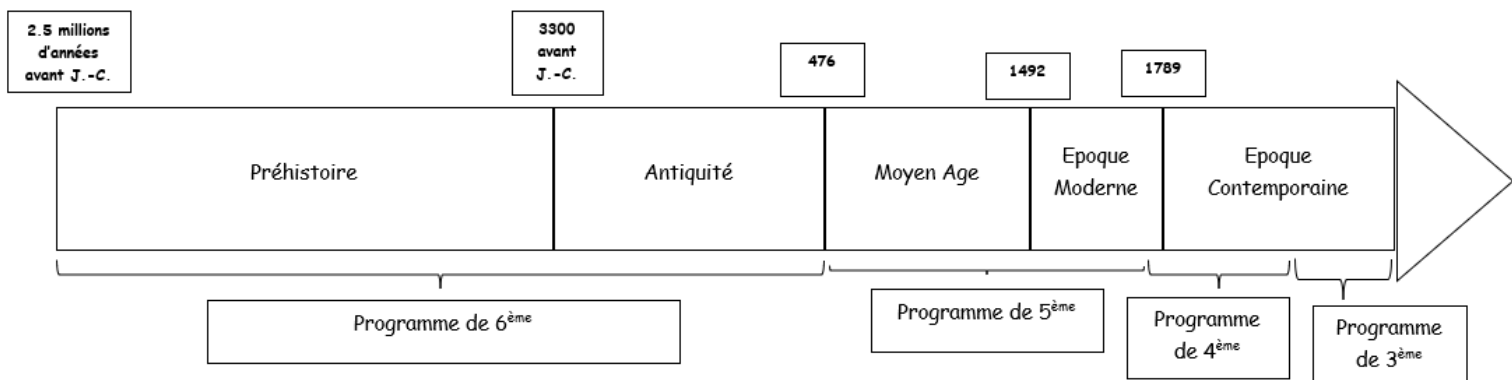 2.5 millions
d'années
avant J.-C.
3300
avant
J.-C.
476
1492
1789
Préhistoire
Antiquité
Moyen Age
Epoque
Moderne
Epoque
Contemporaine
Programme de 6ème
Programme de 5ème
Programme
de 4ème
Programme
de 3ème